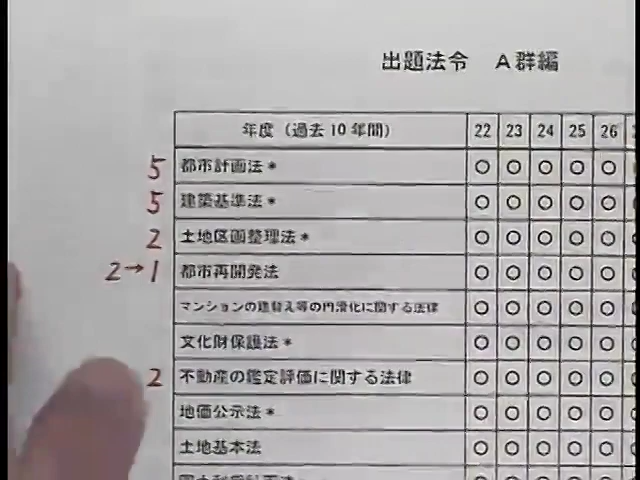 出題法令 A群編
年度（過去10年間） 22 23 24 25 26
5 都市計画法* ○ ○ ○ ○ ○
5 建築基準法* ○ ○ ○ ○ ○
2 土地区画整理法* ○ ○ ○ ○ ○
2→1 都市再開発法 ○ ○ ○ ○ ○
マンションの建替え等の円滑化に関する法律 ○ ○ ○ ○ ○
文化財保護法* ○ ○ ○ ○ ○
2 不動産の鑑定評価に関する法律 ○ ○ ○ ○ ○
地価公示法* ○ ○ ○ ○ ○
土地基本法 ○ ○ ○ ○ ○